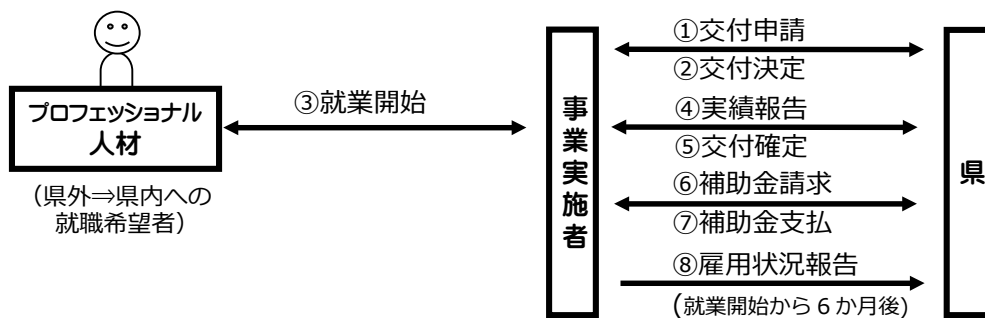 プロフェッショナル
人材
（県外⇒県内への
就職希望者）
③就業開始
事業実施者
①交付申請
②交付決定
④実績報告
⑤交付確定
⑥補助金請求
⑦補助金支払
⑧雇用状況報告
（就業開始から６か月後）
県